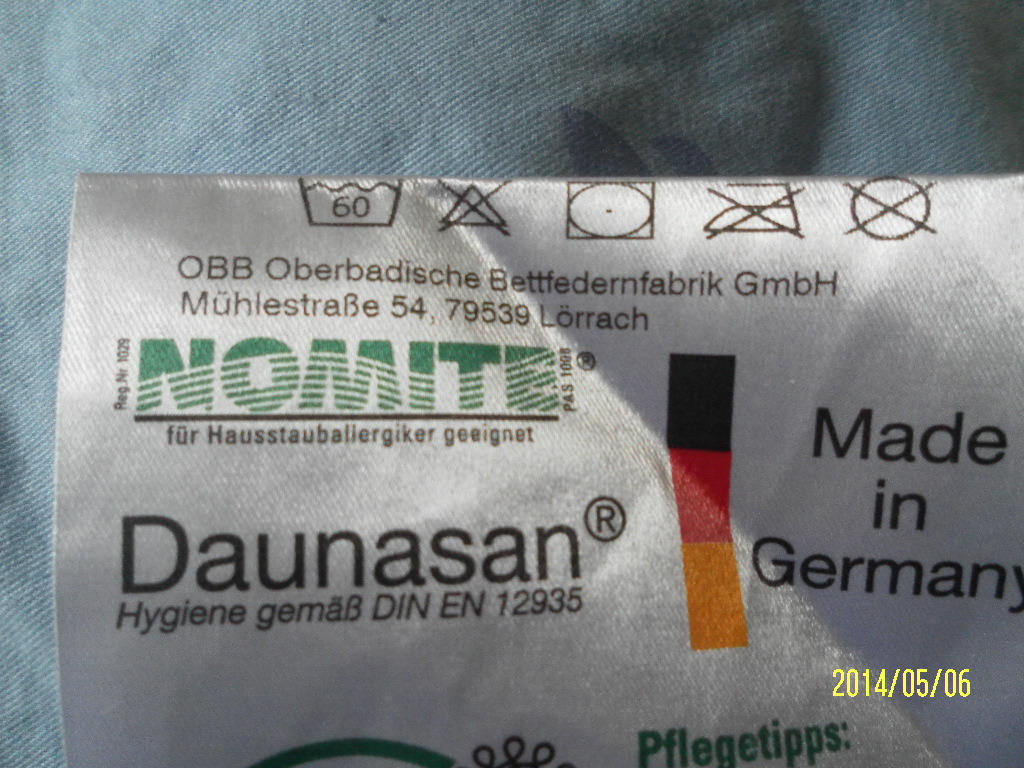 60
OBB Oberbadische Bettfedernfabrik GmbH
Mühlestraße 54, 79539 Lörrach
Reg.Nr 1029
NOMITE®
PAS 1008
für Hausstauballergiker geeignet
Daunasan®
Hygiene gemäß DIN EN 12935
Made
in
Germany
Pflegetipps:
2014/05/06